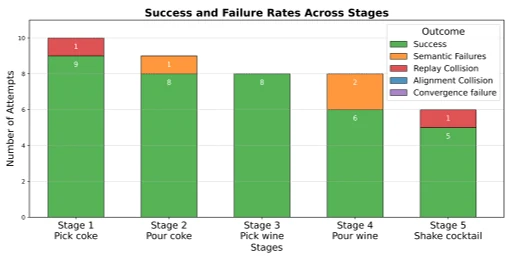 Success and Failure Rates Across Stages
Number of Attempts
10
8
6
4
2
0
1
9
1
8
8
2
6
1
5
Outcome
Success
Semantic Failures
Replay Collision
Alignment Collision
Convergence failure
Stage 1
Pick coke
Stage 2
Pour coke
Stage 3
Pick wine
Stage 4
Pour wine
Stage 5
Shake cocktail
Stages